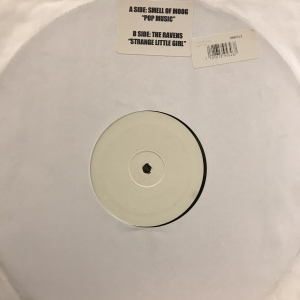 A SIDE: SMELL OF MOOG
"POP MUSIC"
B SIDE: THE RAVENS
"STRANGE LITTLE GIRL"